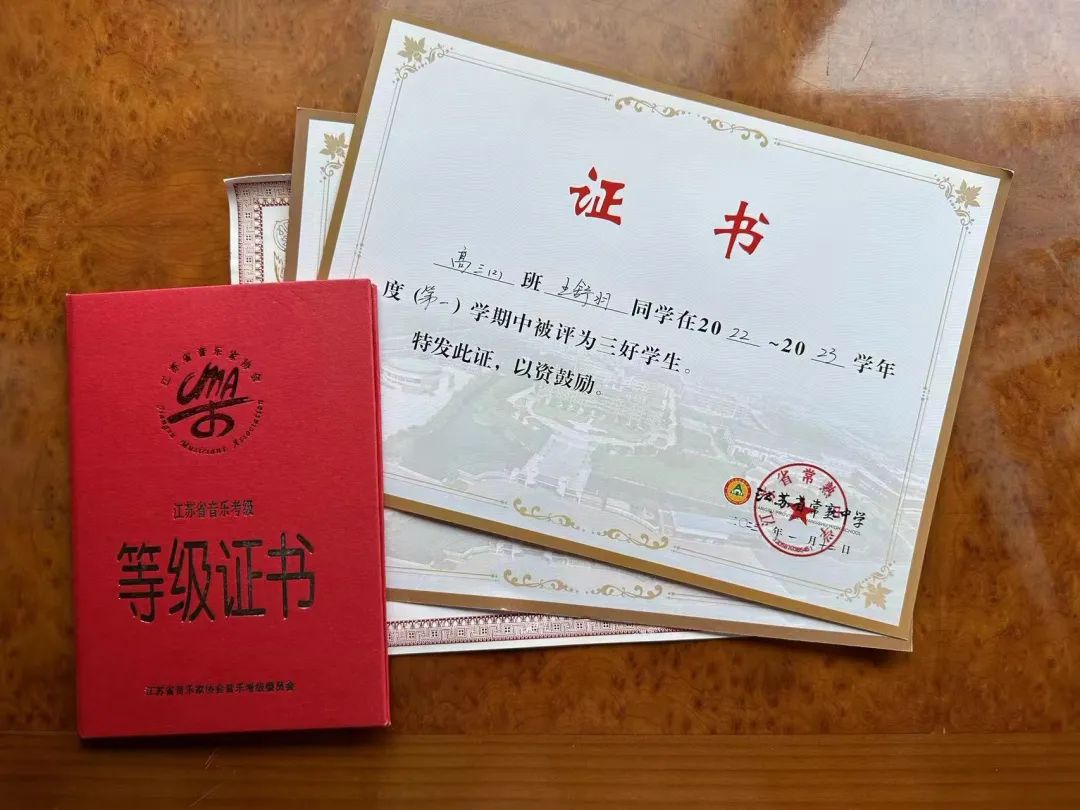 证 书
高三(2) 班 王舒羽 同学在20 22 ~20 23 学年
度 (第一) 学期中被评为三好学生。
特发此证，以资鼓励。
江苏省常熟中学
江苏省音乐家协会
CJMA
Jiangsu Musicians Association
江苏省音乐考级
等级证书
江苏省音乐家协会音乐考级委员会